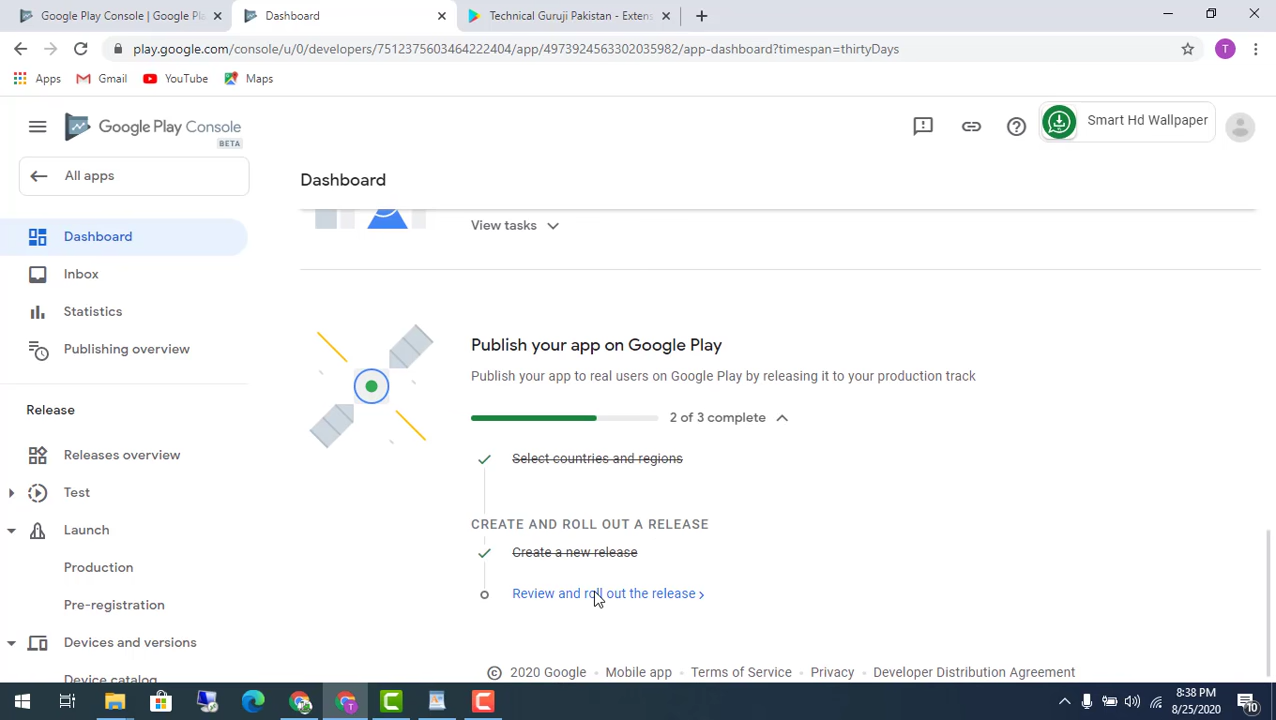 Google Play Console | Google Pla
Dashboard
Technical Guruji Pakistan - Extens
play.google.com/console/u/0/developers/7512375603464222404/app/4973924563302035982/app-dashboard?timespan=thirtyDays
T
Apps
Gmail
YouTube
Maps
Google Play Console
BETA
Smart Hd Wallpaper
All apps
Dashboard
Dashboard
View tasks
Inbox
Statistics
Publishing overview
Publish your app on Google Play
Publish your app to real users on Google Play by releasing it to your production track
2 of 3 complete
Release
Releases overview
Select countries and regions
Test
Launch
CREATE AND ROLL OUT A RELEASE
Create a new release
Production
Review and roll out the release
Pre-registration
Devices and versions
Device catalog
© 2020 Google
Mobile app
Terms of Service
Privacy
Developer Distribution Agreement
8:38 PM
8/25/2020
10